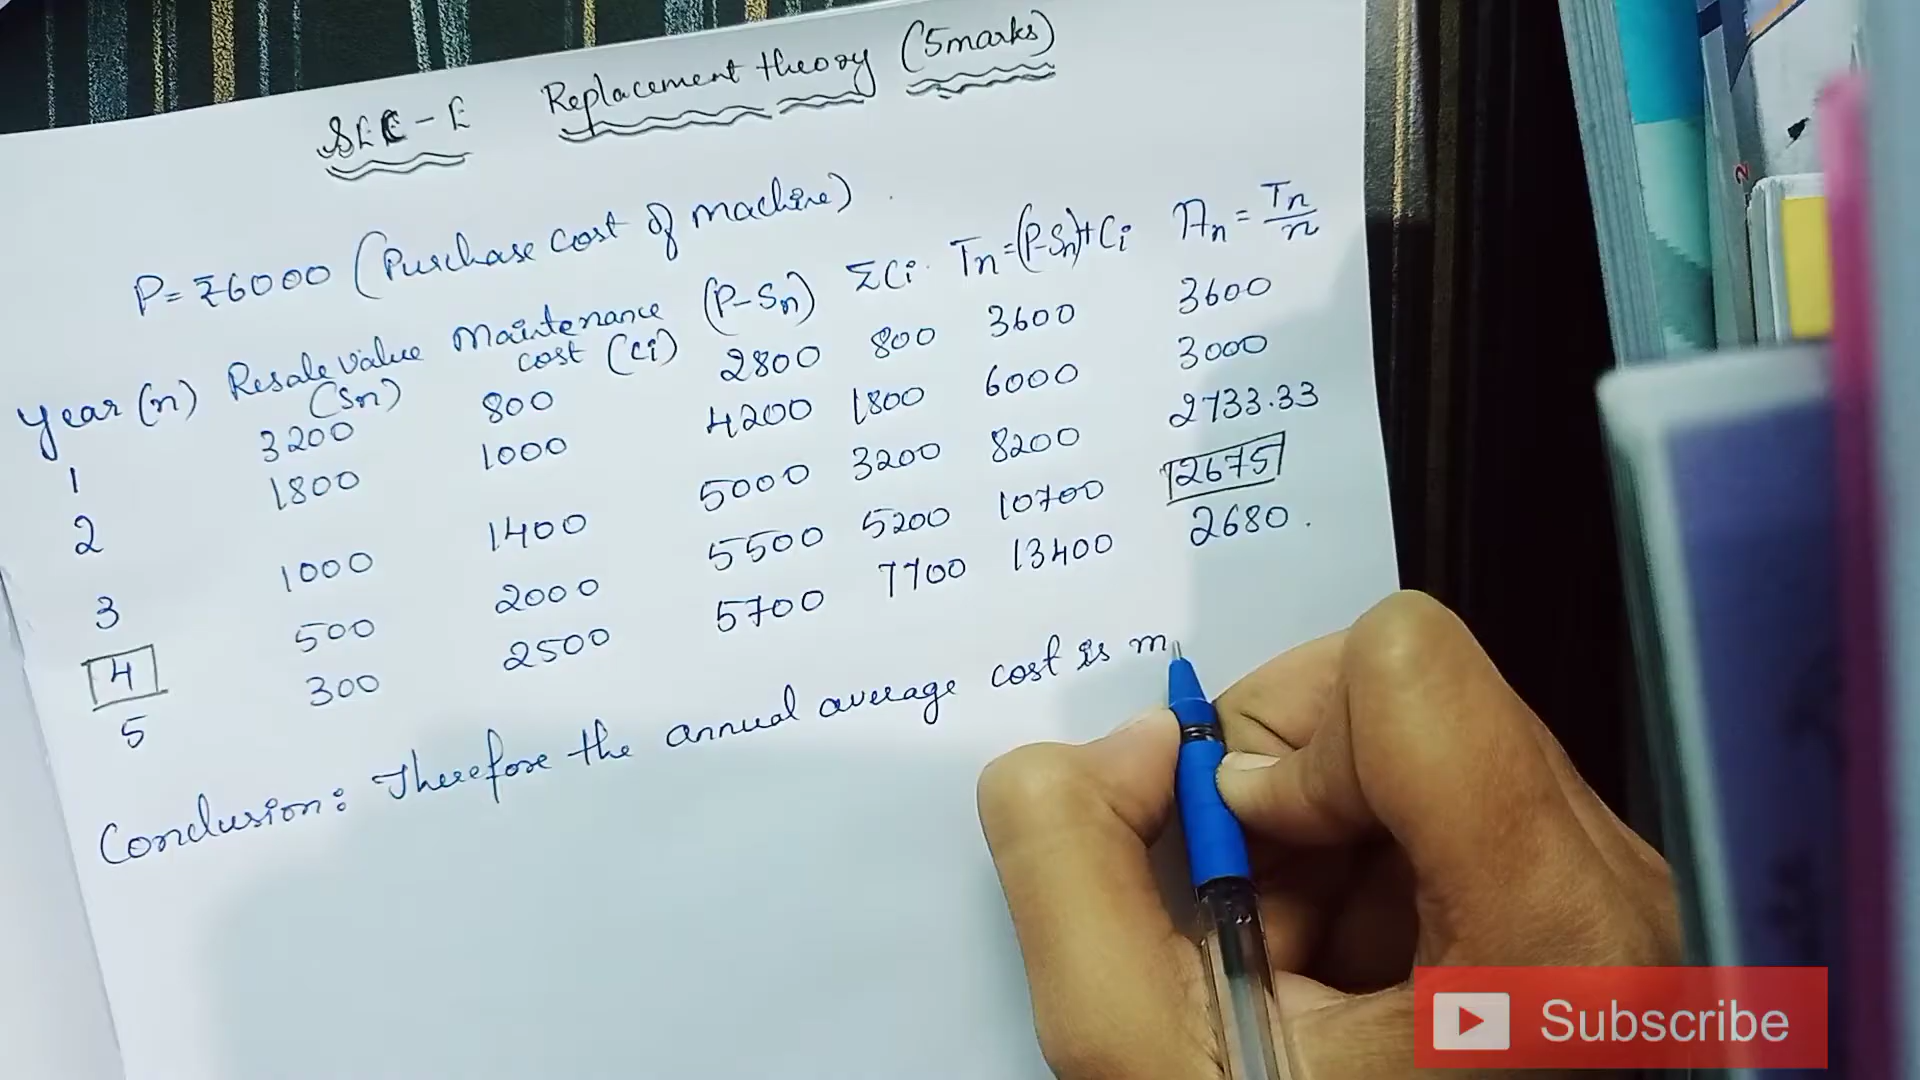 SEC-E Replacement theory (5marks)
P=₹6000 (Purchase cost of machine)
year (n) Resale value (Sn) Maintenance cost (Ci) (P-Sn) ΣCi Tn=(P-Sn)+Ci An = Tn/n
1 3200 800 2800 800 3600 3600
2 1800 1000 4200 1800 6000 3000
3 1000 1400 5000 3200 8200 2733.33
4 500 2000 5500 5200 10700 2675
5 300 2500 5700 7700 13400 2680.
Conclusion: Therefore the annual average cost is m
Subscribe